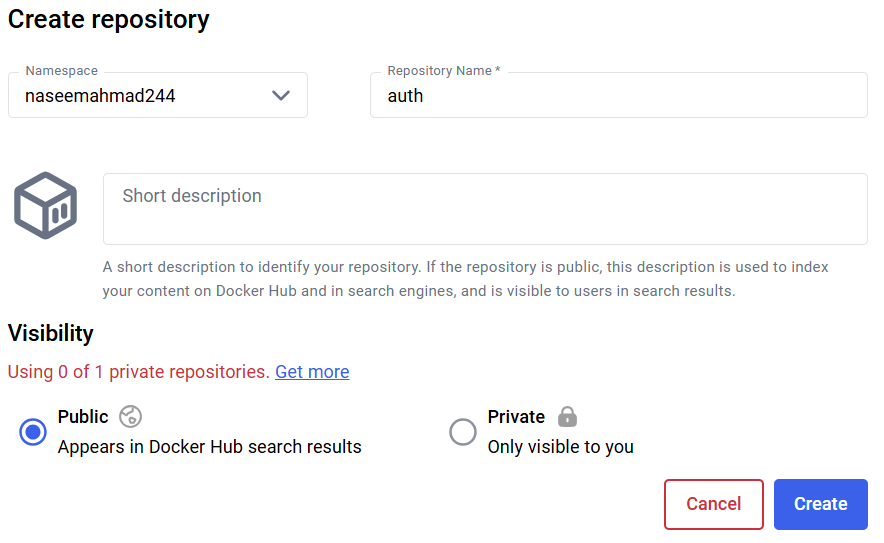 Create repository
Namespace
naseemahmad244
Repository Name *
auth
Short description
A short description to identify your repository. If the repository is public, this description is used to index
your content on Docker Hub and in search engines, and is visible to users in search results.
Visibility
Using 0 of 1 private repositories. Get more
Public
Appears in Docker Hub search results
Private
Only visible to you
Cancel
Create